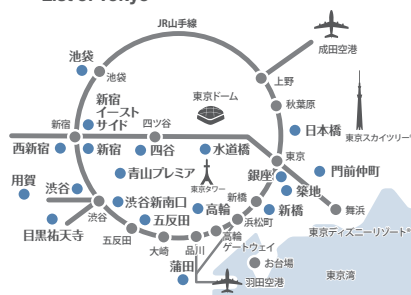 List of Tokyo
JR山手線
成田空港
池袋
池袋
上野
秋葉原
新宿
イースト
サイド
四ツ谷
東京ドーム
日本橋
東京スカイツリー®
新宿
西新宿
新宿
四谷
水道橋
東京
青山プレミア
東京タワー
銀座
門前仲町
用賀
渋谷
築地
渋谷
渋谷新南口
新橋
高輪
新橋
舞浜
目黒祐天寺
五反田
浜松町
東京ディズニーリゾート®
五反田
大崎
品川
高輪
ゲートウェイ
お台場
蒲田
羽田空港
東京湾